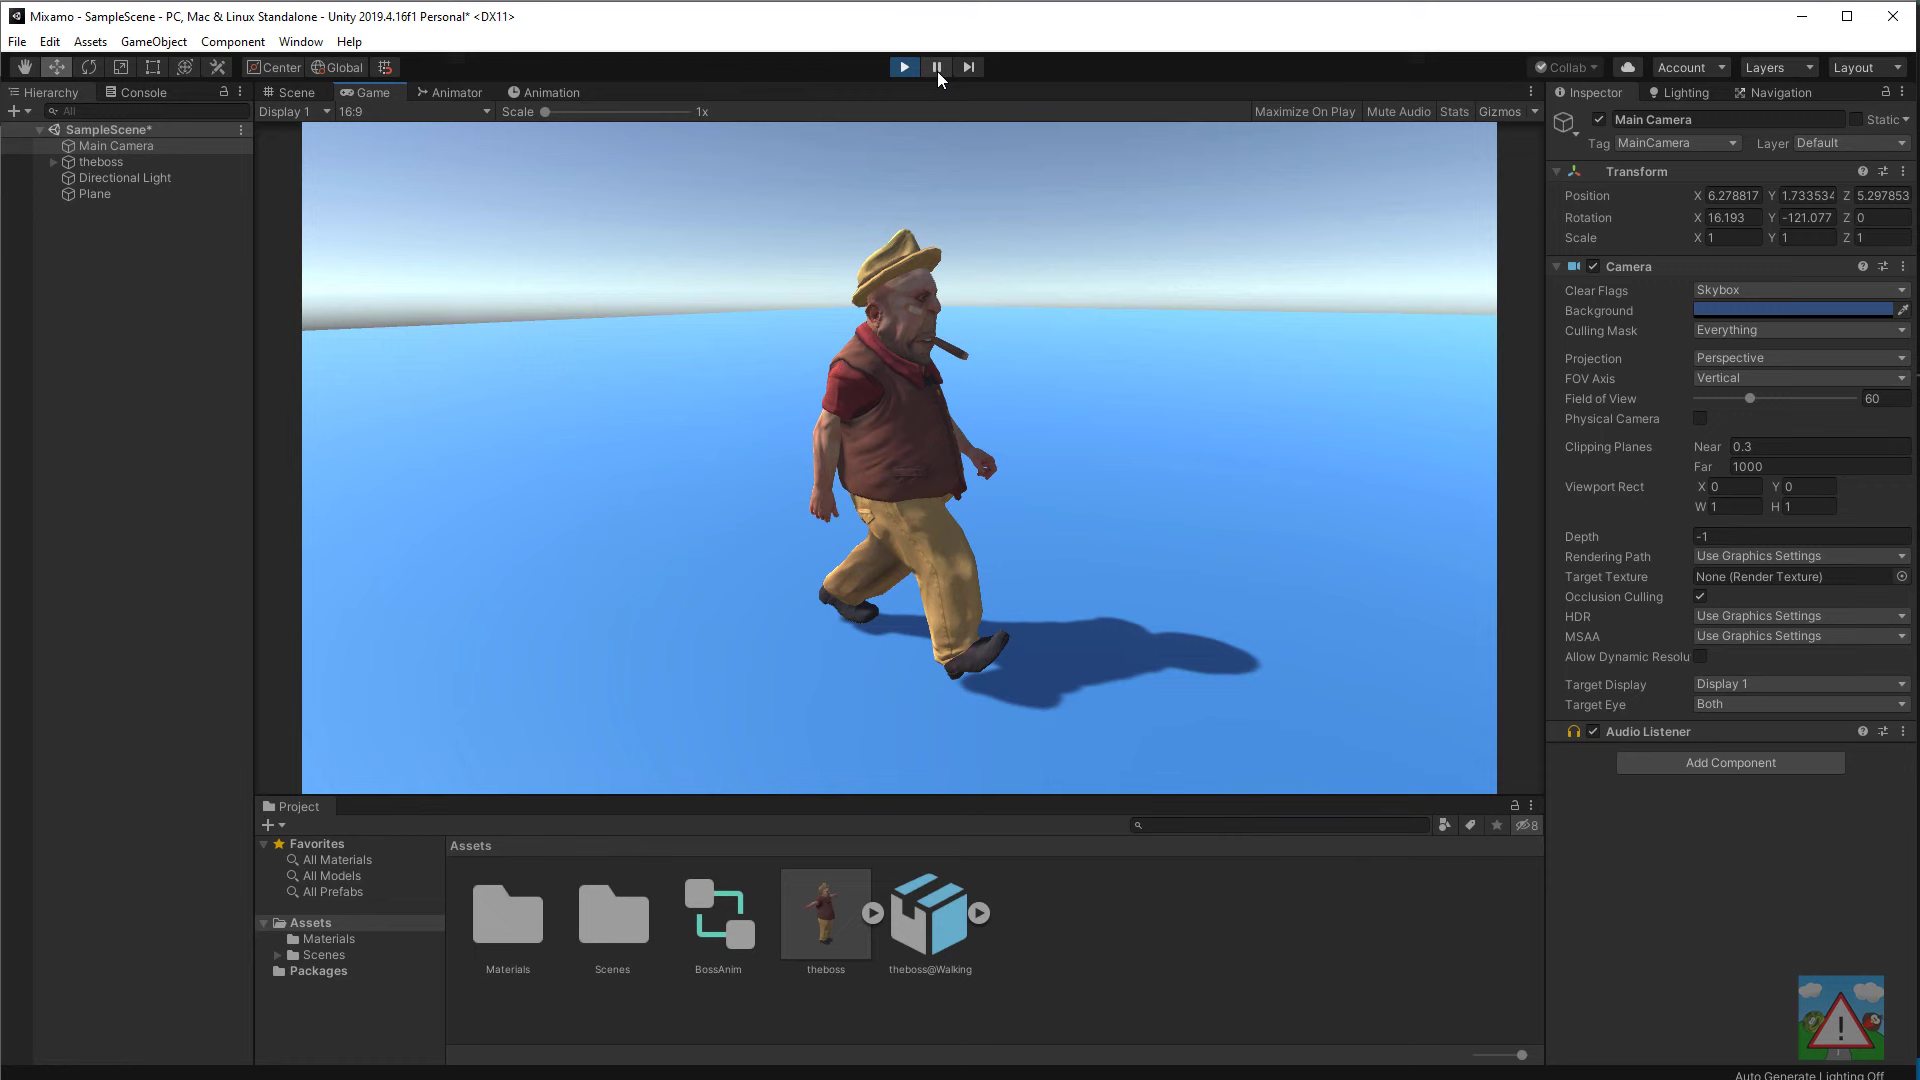 Mixamo - SampleScene - PC, Mac & Linux Standalone - Unity 2019.4.16f1 Personal* <DX11>
File Edit Assets GameObject Component Window Help
Center Global Collab Account Layers Layout
Hierarchy Console Scene Game Animator Animation Inspector Lighting Navigation
All Display 1 16:9 Scale 1x Maximize On Play Mute Audio Stats Gizmos
SampleScene*
Main Camera
theboss
Directional Light
Plane
Main Camera Static
Tag MainCamera Layer Default
Transform
Position X 6.278817 Y 1.733534 Z 5.297853
Rotation X 16.193 Y -121.077 Z 0
Scale X 1 Y 1 Z 1
Camera
Clear Flags Skybox
Background
Culling Mask Everything
Projection Perspective
FOV Axis Vertical
Field of View 60
Physical Camera
Clipping Planes Near 0.3
Far 1000
Viewport Rect X 0 Y 0
W 1 H 1
Depth -1
Rendering Path Use Graphics Settings
Target Texture None (Render Texture)
Occlusion Culling
HDR Use Graphics Settings
MSAA Use Graphics Settings
Allow Dynamic Resolu
Target Display Display 1
Target Eye Both
Audio Listener
Add Component
Project
8
Favorites
All Materials
All Models
All Prefabs
Assets
Materials
Scenes
Packages
Assets
Materials Scenes BossAnim theboss theboss@Walking
Auto Generate Lighting Off